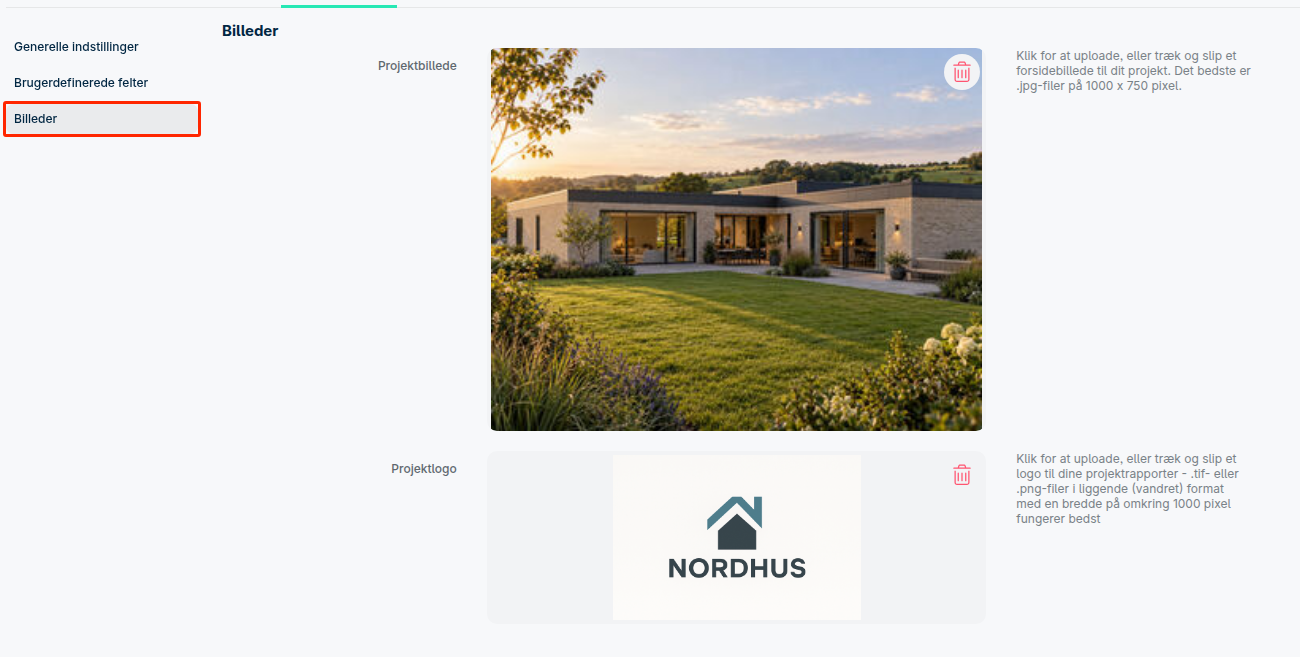 Generelle indstillinger
Brugerdefinerede felter
Billeder
Billeder
Projektbillede
Klik for at uploade, eller træk og slip et
forsidebillede til dit projekt. Det bedste er
.jpg-filer på 1000 x 750 pixel.
Projektlogo
NORDHUS
Klik for at uploade, eller træk og slip et
logo til dine projektrapporter - .tif- eller
.png-filer i liggende (vandret) format
med en bredde på omkring 1000 pixel
fungerer bedst